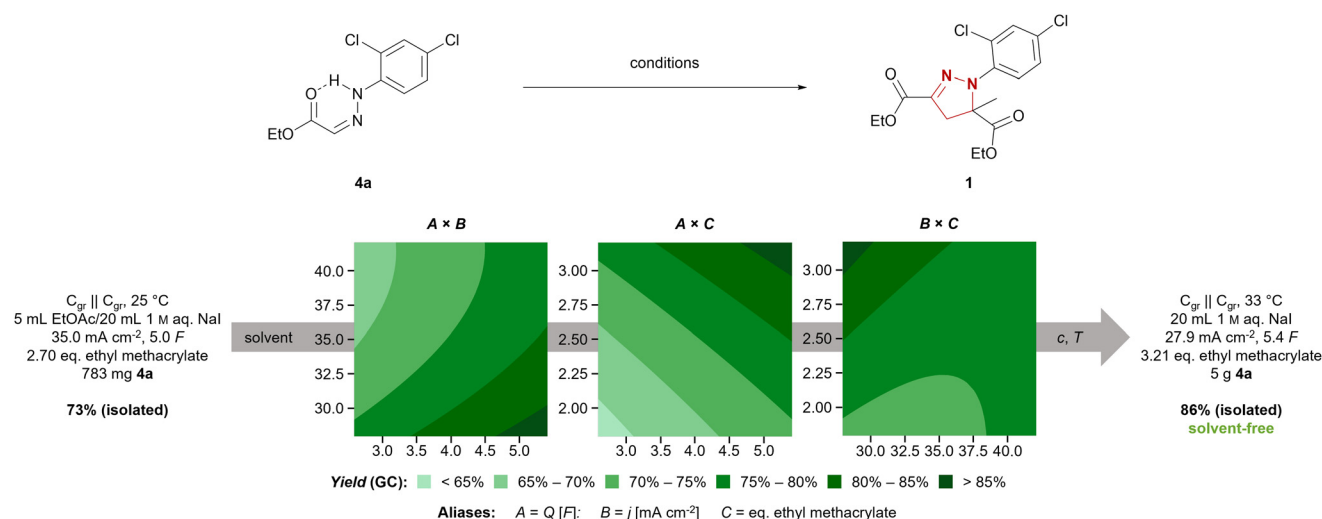 Cl
Cl
H
O
N
N
EtO
4a
conditions
Cl
Cl
N
N
O
EtO
O
EtO
1
A × B
A × C
B × C
C_gr || C_gr, 25 °C
5 mL EtOAc/20 mL 1 M aq. NaI
35.0 mA cm⁻², 5.0 F
2.70 eq. ethyl methacrylate
783 mg 4a
73% (isolated)
solvent
40.0
37.5
35.0
32.5
30.0
3.0 3.5 4.0 4.5 5.0
3.00
2.75
2.50
2.25
2.00
3.0 3.5 4.0 4.5 5.0
3.00
2.75
2.50
2.25
2.00
30.0 32.5 35.0 37.5 40.0
c, T
C_gr || C_gr, 33 °C
20 mL 1 M aq. NaI
27.9 mA cm⁻², 5.4 F
3.21 eq. ethyl methacrylate
5 g 4a
86% (isolated)
solvent-free
Yield (GC): < 65% 65% – 70% 70% – 75% 75% – 80% 80% – 85% > 85%
Aliases: A = Q [F]; B = j [mA cm⁻²] C = eq. ethyl methacrylate